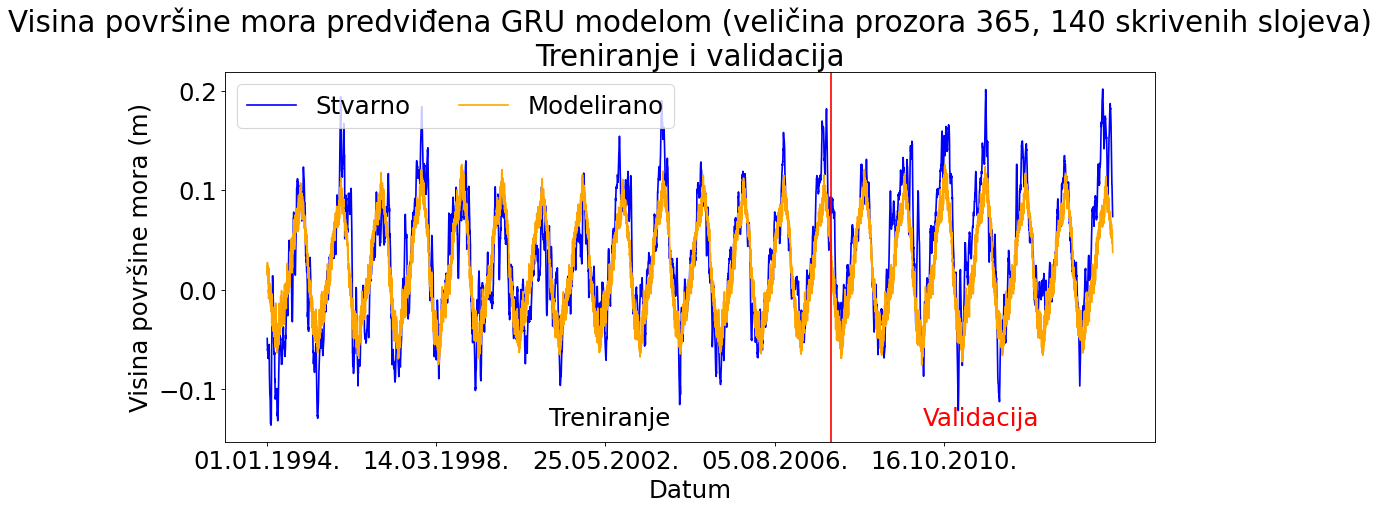 Visina površine mora predviđena GRU modelom (veličina prozora 365, 140 skrivenih slojeva)
Treniranje i validacija
Stvarno
Modelirano
Visina površine mora (m)
0.2
0.1
0.0
−0.1
Treniranje
Validacija
01.01.1994.
14.03.1998.
25.05.2002.
05.08.2006.
16.10.2010.
Datum